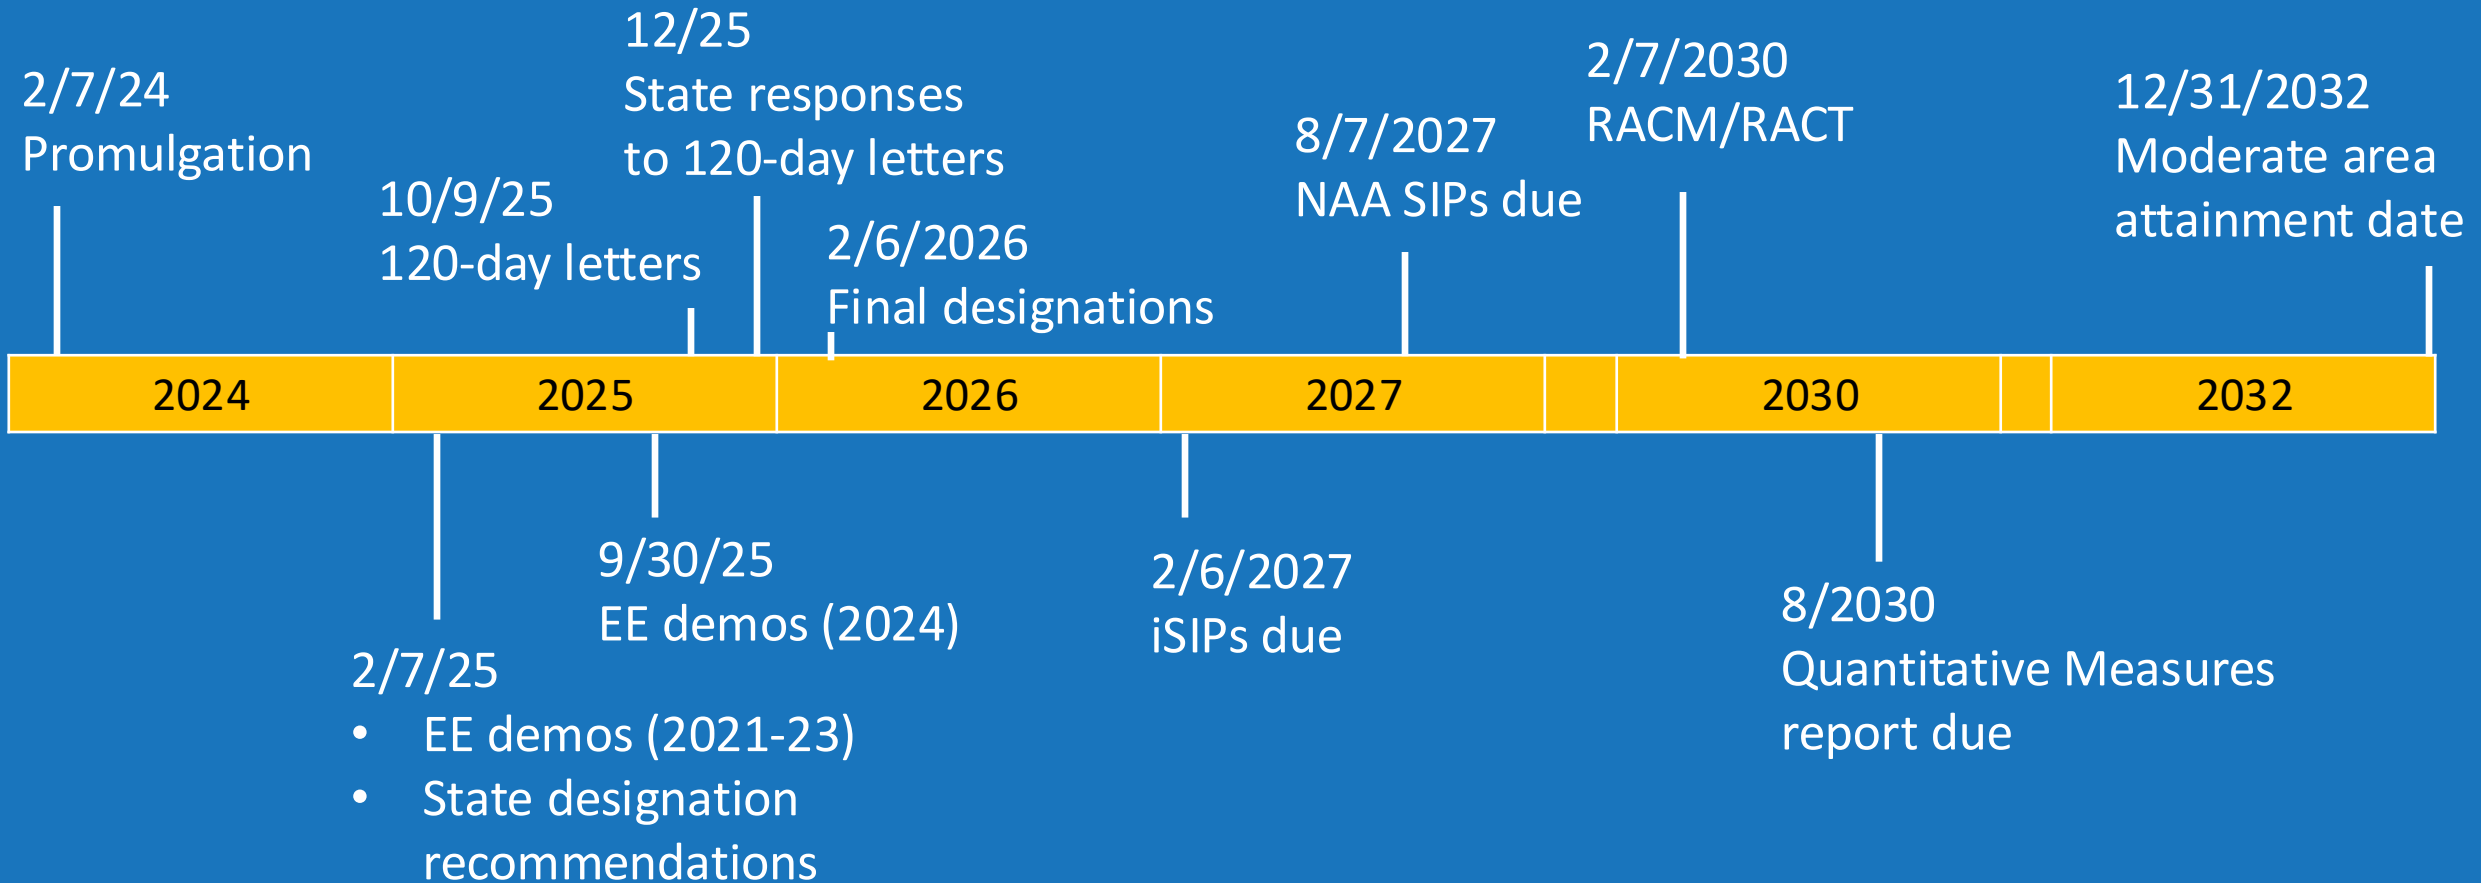 2/7/24
Promulgation
10/9/25
120-day letters
12/25
State responses
to 120-day letters
2/6/2026
Final designations
8/7/2027
NAA SIPs due
2/7/2030
RACM/RACT
12/31/2032
Moderate area
attainment date
2024
2025
2026
2027
2030
2032
2/7/25
• EE demos (2021-23)
• State designation
recommendations
9/30/25
EE demos (2024)
2/6/2027
iSIPs due
8/2030
Quantitative Measures
report due